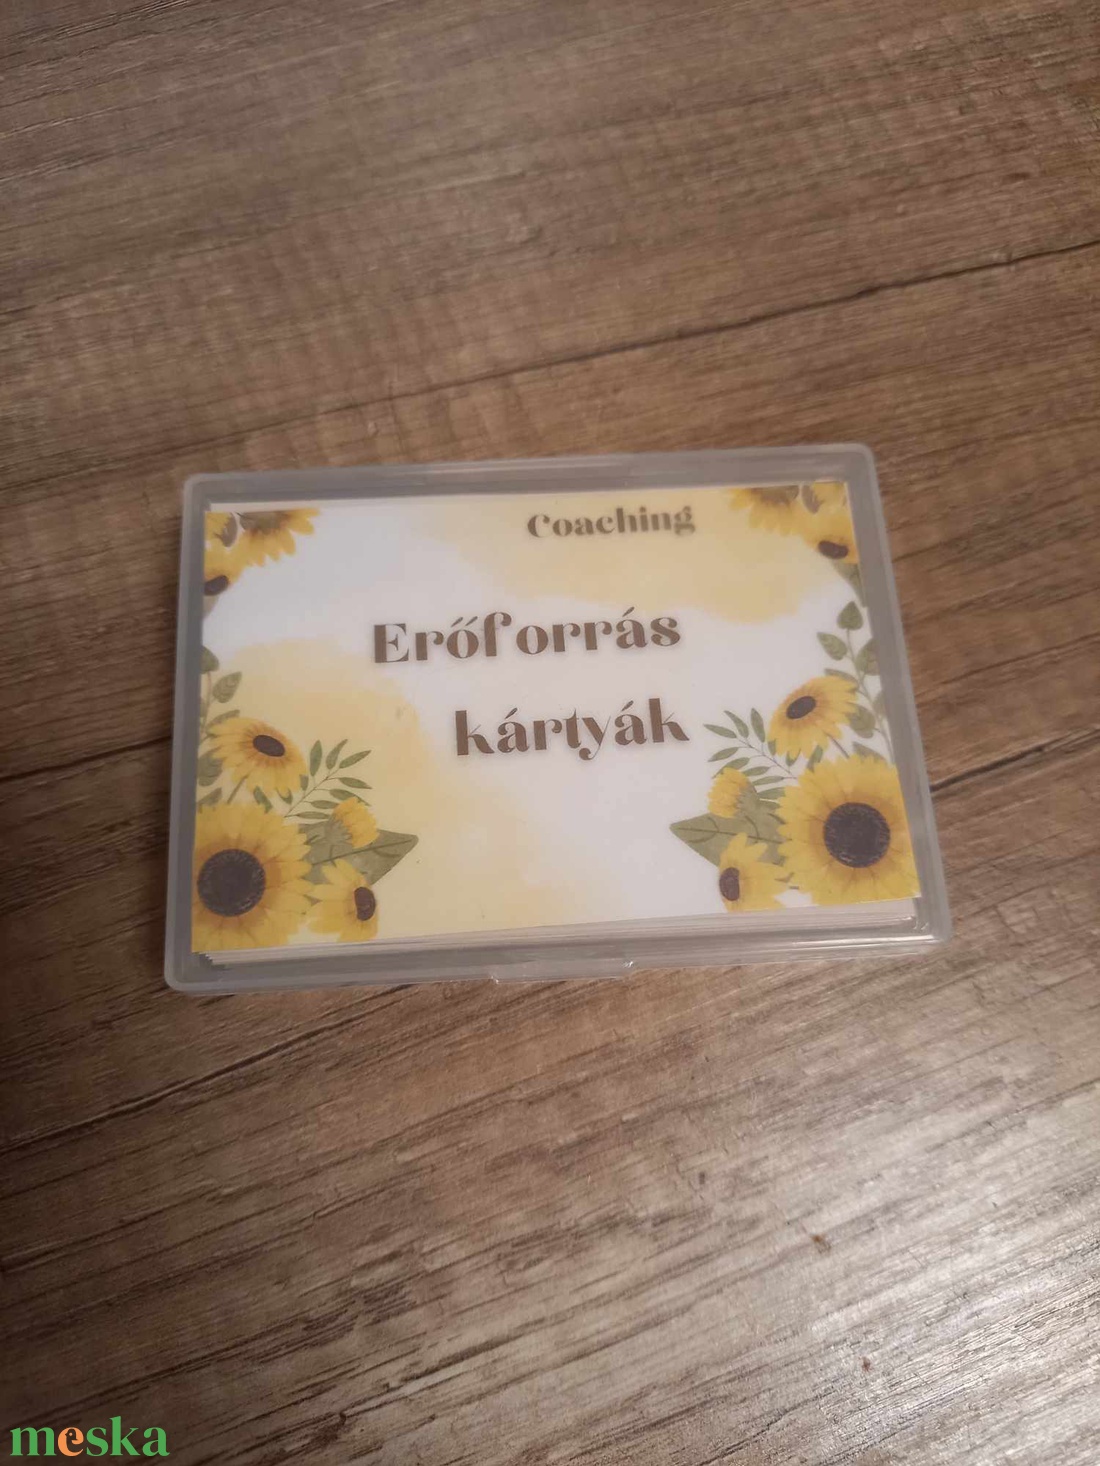 Coaching
Erőforrás
kártyák
meska